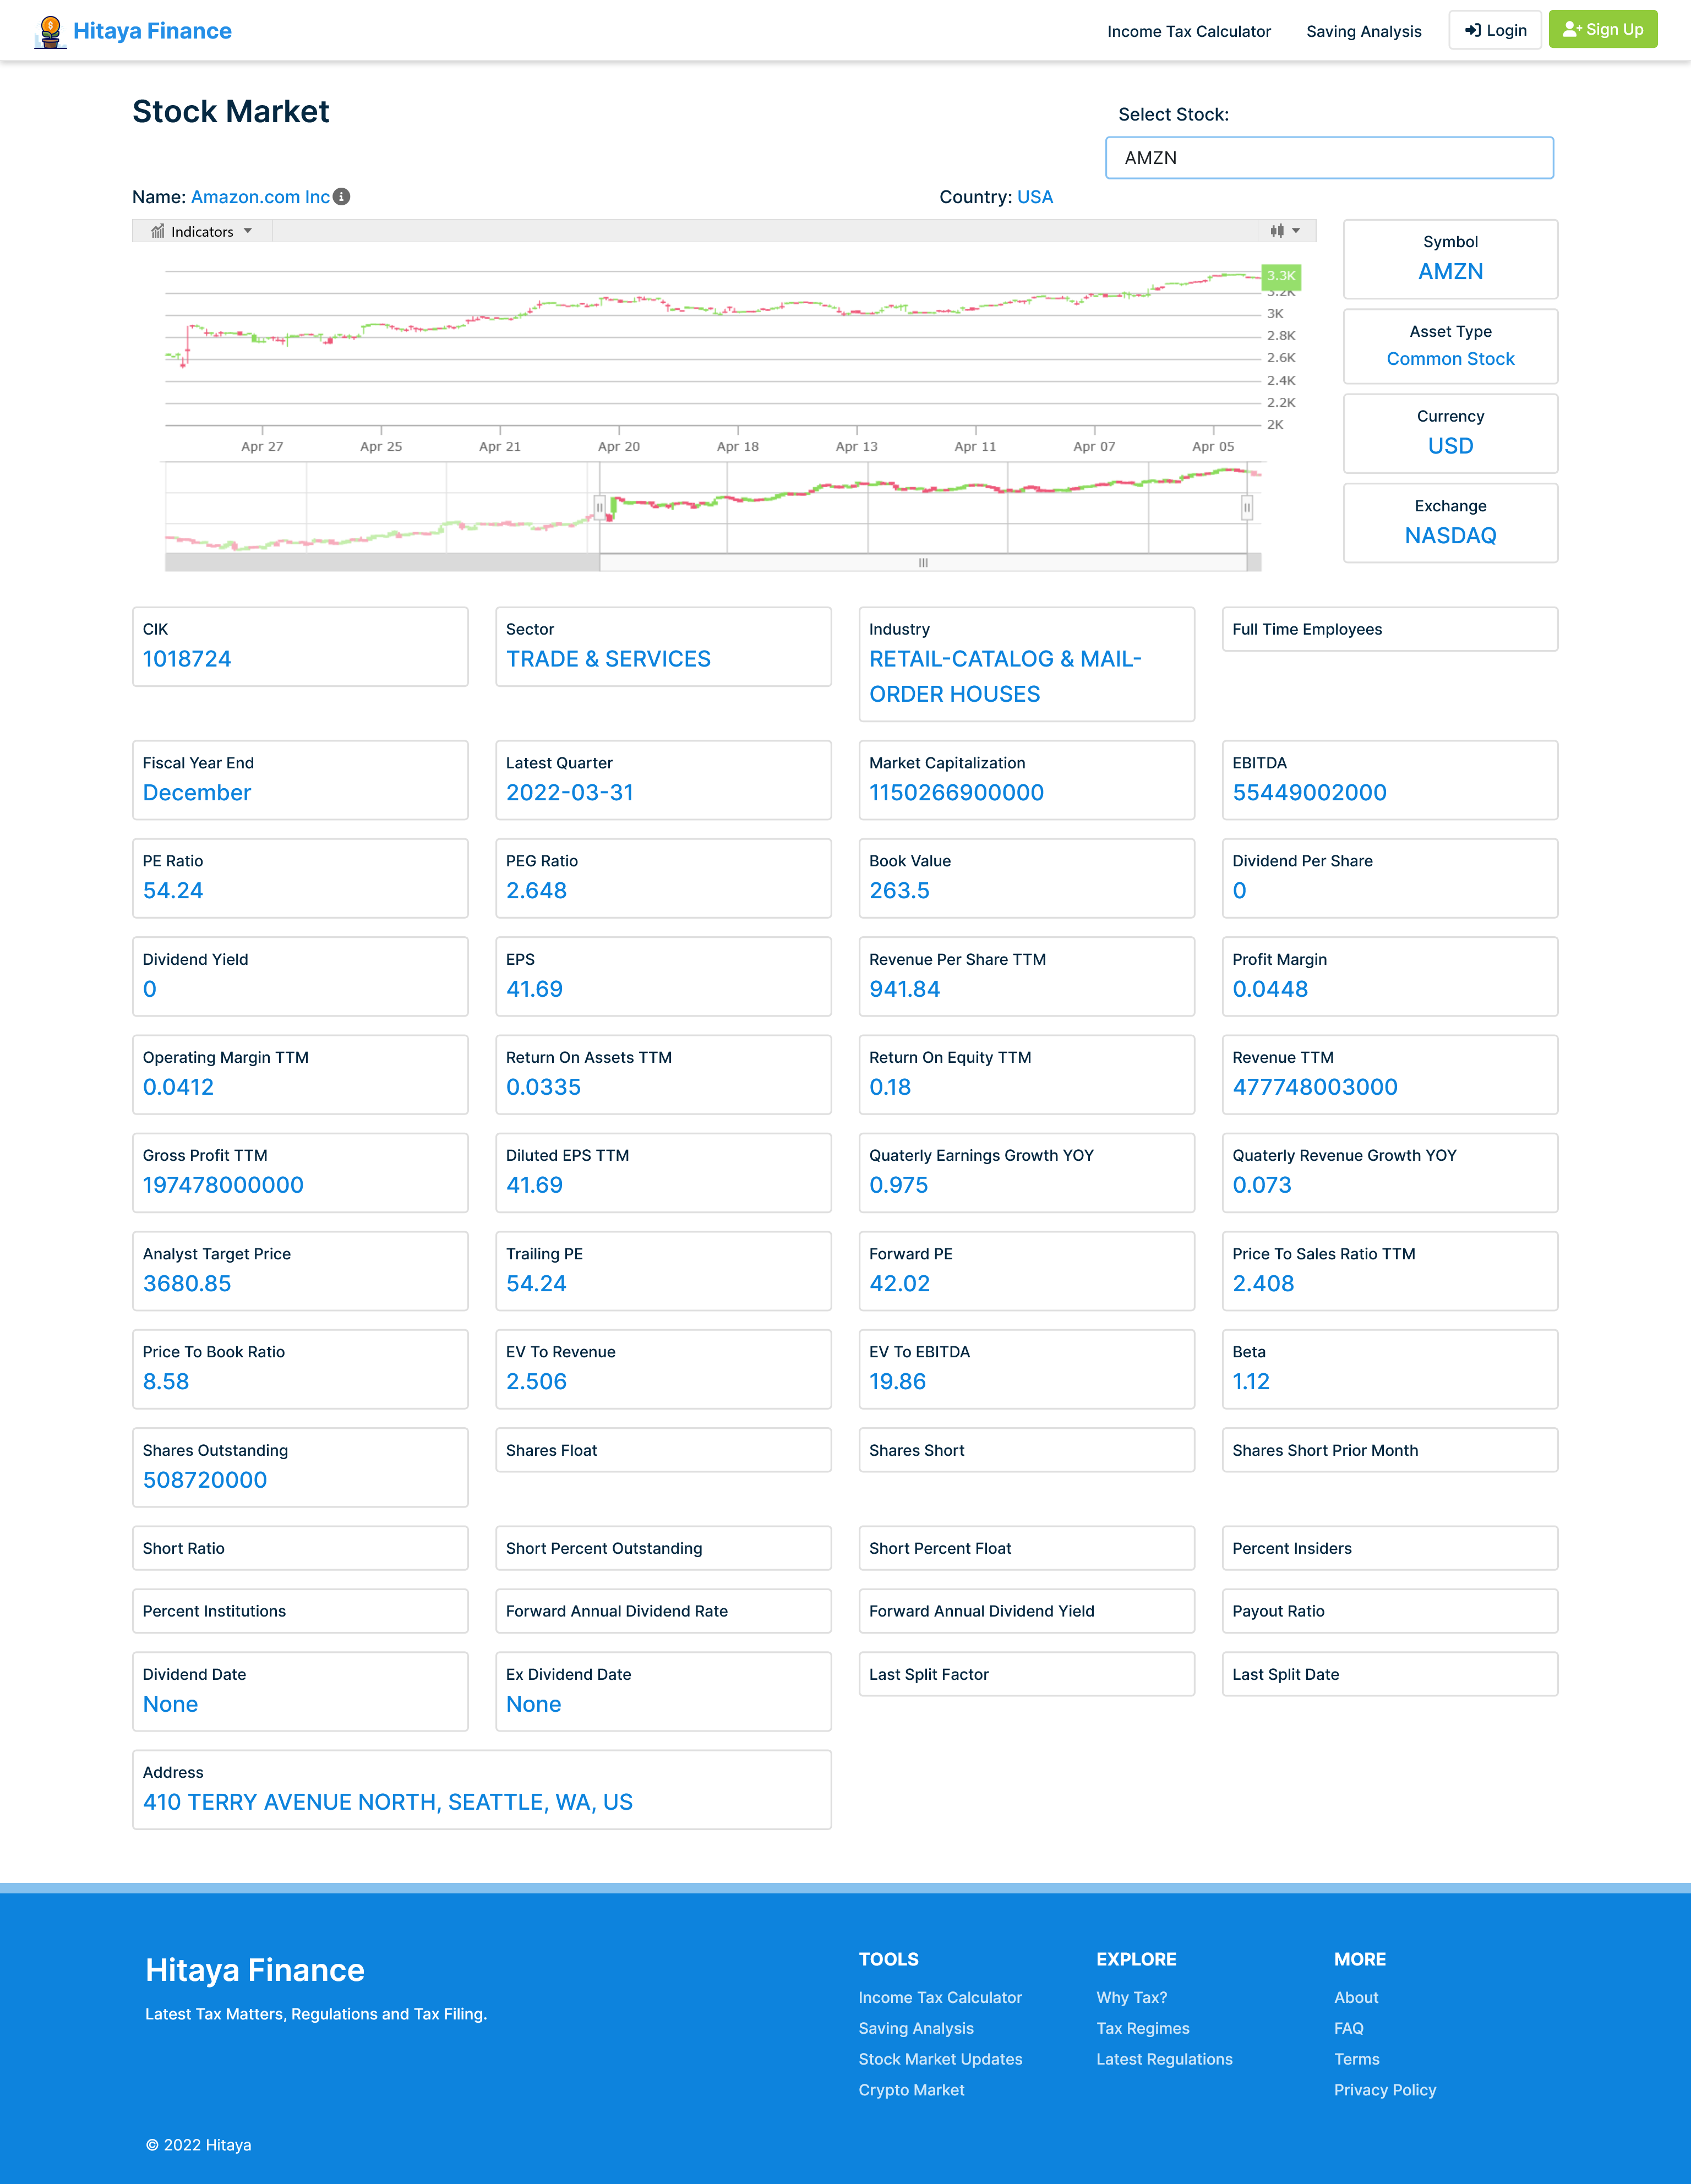 Hitaya Finance
Income Tax Calculator
Saving Analysis
Login
Sign Up
Stock Market
Select Stock:
AMZN
Name: Amazon.com Inc
Country: USA
Indicators
3.3K
3.2K
3K
2.8K
2.6K
2.4K
2.2K
2K
Apr 27
Apr 25
Apr 21
Apr 20
Apr 18
Apr 13
Apr 11
Apr 07
Apr 05
Symbol
AMZN
Asset Type
Common Stock
Currency
USD
Exchange
NASDAQ
CIK
1018724
Sector
TRADE & SERVICES
Industry
RETAIL-CATALOG & MAIL-
ORDER HOUSES
Full Time Employees
Fiscal Year End
December
Latest Quarter
2022-03-31
Market Capitalization
1150266900000
EBITDA
55449002000
PE Ratio
54.24
PEG Ratio
2.648
Book Value
263.5
Dividend Per Share
0
Dividend Yield
0
EPS
41.69
Revenue Per Share TTM
941.84
Profit Margin
0.0448
Operating Margin TTM
0.0412
Return On Assets TTM
0.0335
Return On Equity TTM
0.18
Revenue TTM
477748003000
Gross Profit TTM
197478000000
Diluted EPS TTM
41.69
Quaterly Earnings Growth YOY
0.975
Quaterly Revenue Growth YOY
0.073
Analyst Target Price
3680.85
Trailing PE
54.24
Forward PE
42.02
Price To Sales Ratio TTM
2.408
Price To Book Ratio
8.58
EV To Revenue
2.506
EV To EBITDA
19.86
Beta
1.12
Shares Outstanding
508720000
Shares Float
Shares Short
Shares Short Prior Month
Short Ratio
Short Percent Outstanding
Short Percent Float
Percent Insiders
Percent Institutions
Forward Annual Dividend Rate
Forward Annual Dividend Yield
Payout Ratio
Dividend Date
None
Ex Dividend Date
None
Last Split Factor
Last Split Date
Address
410 TERRY AVENUE NORTH, SEATTLE, WA, US
Hitaya Finance
Latest Tax Matters, Regulations and Tax Filing.
TOOLS
Income Tax Calculator
Saving Analysis
Stock Market Updates
Crypto Market
EXPLORE
Why Tax?
Tax Regimes
Latest Regulations
MORE
About
FAQ
Terms
Privacy Policy
© 2022 Hitaya